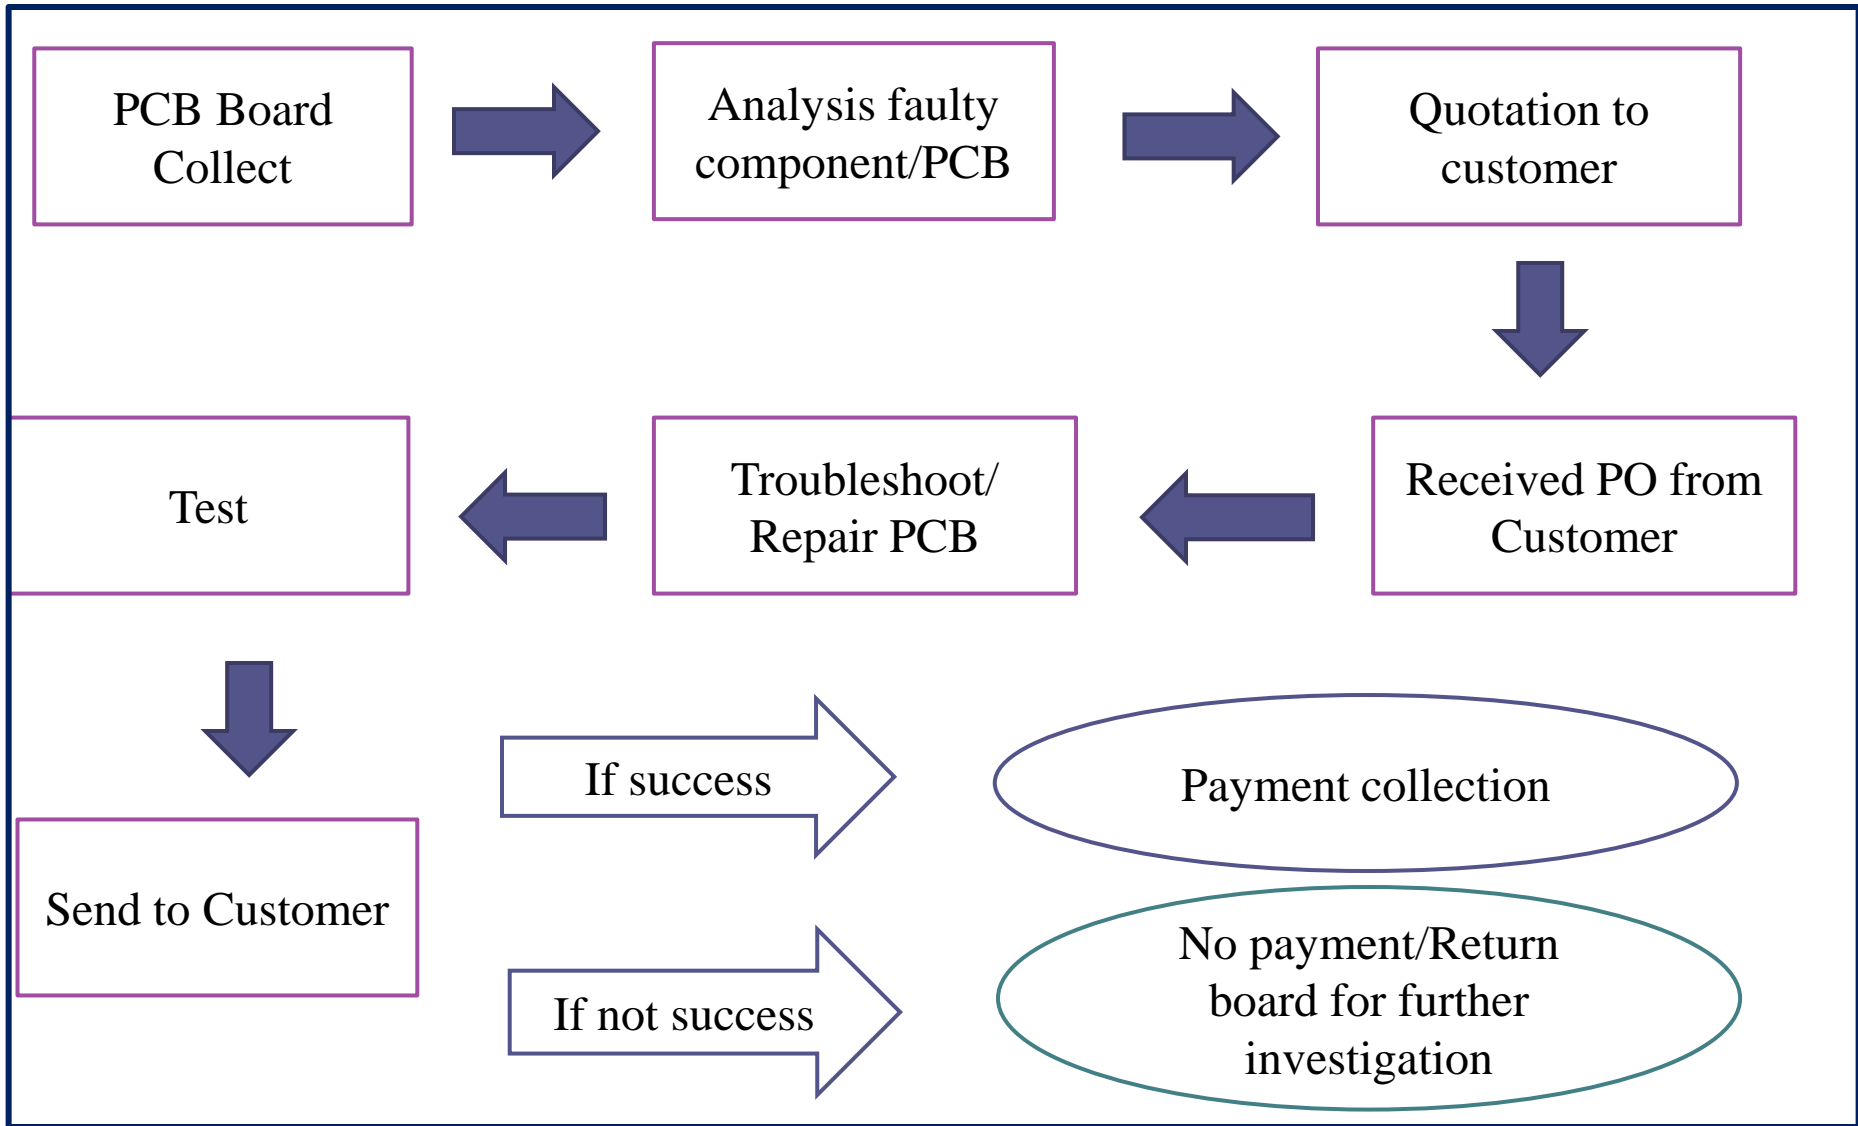 PCB Board
Collect
Analysis faulty
component/PCB
Quotation to
customer
Received PO from
Customer
Troubleshoot/
Repair PCB
Test
Send to Customer
If success
Payment collection
If not success
No payment/Return
board for further
investigation